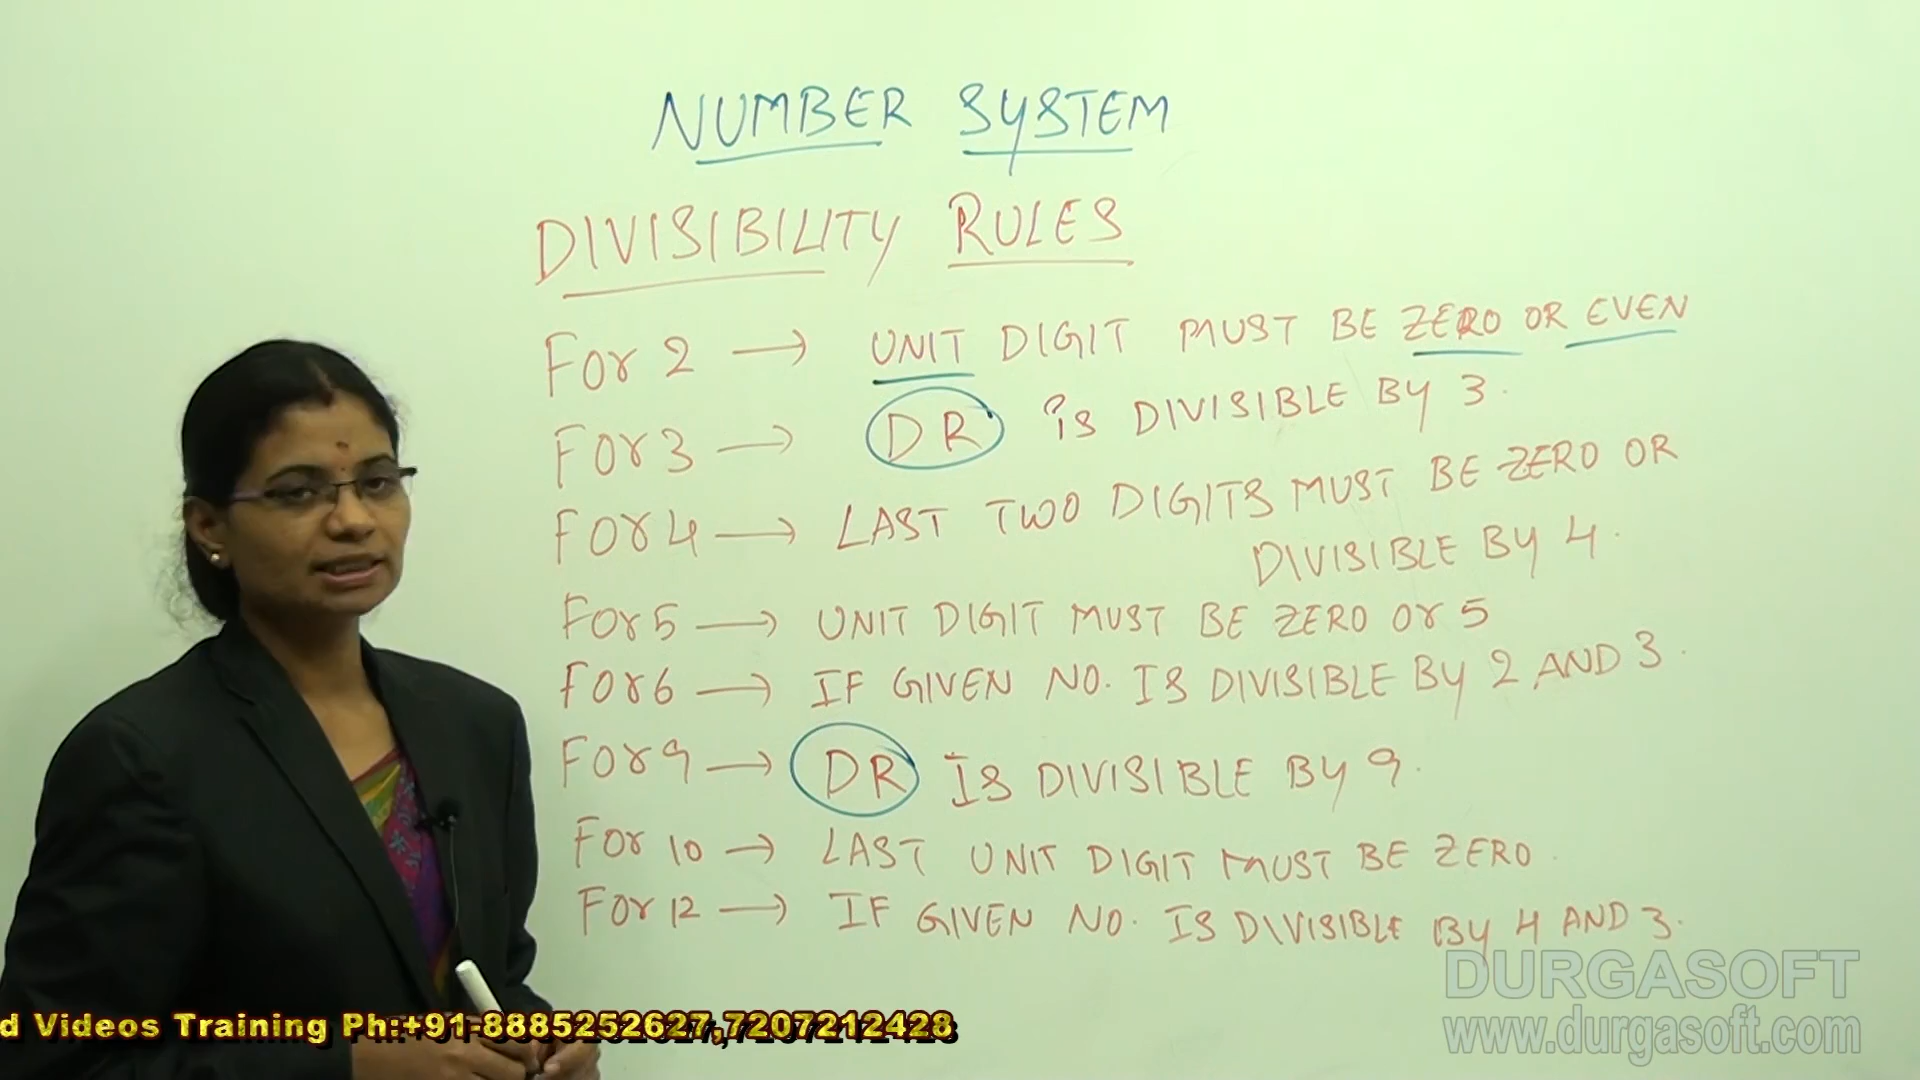 NUMBER SYSTEM
DIVISIBILITY RULES
For 2 → UNIT DIGIT MUST BE ZERO OR EVEN
For 3 → DR is DIVISIBLE BY 3.
For 4 → LAST TWO DIGITS MUST BE ZERO OR
DIVISIBLE BY 4.
For 5 → UNIT DIGIT MUST BE ZERO Or 5
For 6 → IF GIVEN NO. IS DIVISIBLE BY 2 AND 3.
For 9 → DR IS DIVISIBLE BY 9.
For 10 → LAST UNIT DIGIT MUST BE ZERO.
For 12 → IF GIVEN NO. IS DIVISIBLE BY 4 AND 3.
DURGASOFT
www.durgasoft.com
d Videos Training Ph:+91-8885252627,7207212428